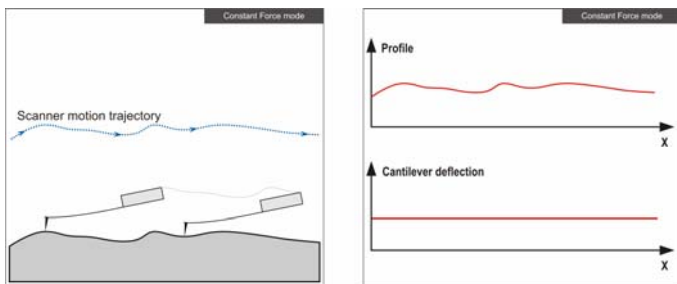 Constant Force mode
Scanner motion trajectory
Constant Force mode
Profile
X
Cantilever deflection
X